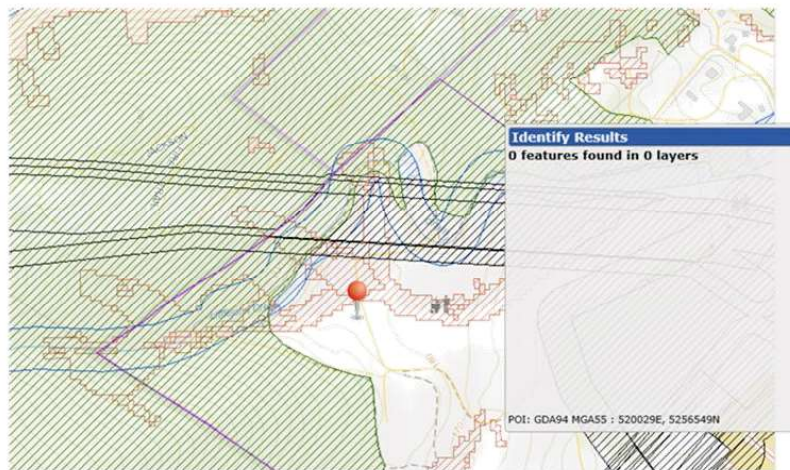 Identify Results
0 features found in 0 layers
POI: GDA94 MGA55 : 520029E, 5256549N